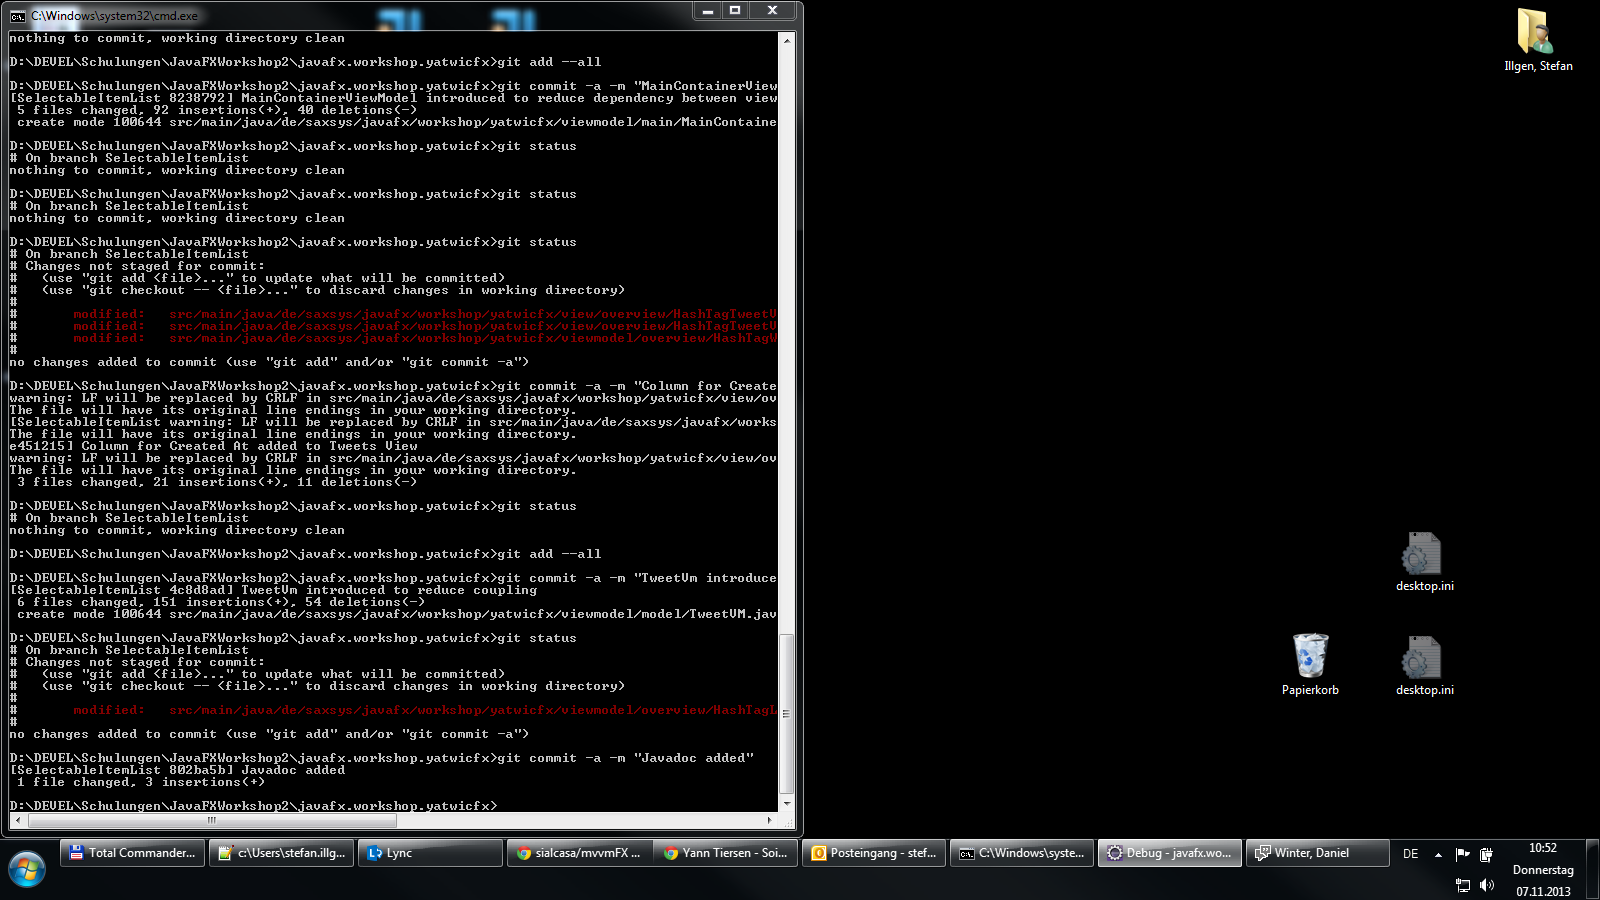 C:\Windows\system32\cmd.exe
nothing to commit, working directory clean
D:\DEVEL\Schulungen\JavaFXWorkshop2\javafx.workshop.yatwicfx>git add --all
D:\DEVEL\Schulungen\JavaFXWorkshop2\javafx.workshop.yatwicfx>git commit -a -m "MainContainerView
[SelectableItemList 8238792] MainContainerViewModel introduced to reduce dependency between view
 5 files changed, 92 insertions(+), 40 deletions(-)
 create mode 100644 src/main/java/de/saxsys/javafx/workshop/yatwicfx/viewmodel/main/MainContaine
D:\DEVEL\Schulungen\JavaFXWorkshop2\javafx.workshop.yatwicfx>git status
# On branch SelectableItemList
nothing to commit, working directory clean
D:\DEVEL\Schulungen\JavaFXWorkshop2\javafx.workshop.yatwicfx>git status
# On branch SelectableItemList
nothing to commit, working directory clean
D:\DEVEL\Schulungen\JavaFXWorkshop2\javafx.workshop.yatwicfx>git status
# On branch SelectableItemList
# Changes not staged for commit:
#   (use "git add <file>..." to update what will be committed)
#   (use "git checkout -- <file>..." to discard changes in working directory)
#
#       modified:   src/main/java/de/saxsys/javafx/workshop/yatwicfx/view/overview/HashTagTweetV
#       modified:   src/main/java/de/saxsys/javafx/workshop/yatwicfx/view/overview/HashTagTweetV
#       modified:   src/main/java/de/saxsys/javafx/workshop/yatwicfx/viewmodel/overview/HashTagV
#
no changes added to commit (use "git add" and/or "git commit -a")
D:\DEVEL\Schulungen\JavaFXWorkshop2\javafx.workshop.yatwicfx>git commit -a -m "Column for Create
warning: LF will be replaced by CRLF in src/main/java/de/saxsys/javafx/workshop/yatwicfx/view/ov
The file will have its original line endings in your working directory.
[SelectableItemList warning: LF will be replaced by CRLF in src/main/java/de/saxsys/javafx/works
The file will have its original line endings in your working directory.
e451215] Column for Created At added to Tweets View
warning: LF will be replaced by CRLF in src/main/java/de/saxsys/javafx/workshop/yatwicfx/view/ov
The file will have its original line endings in your working directory.
 3 files changed, 21 insertions(+), 11 deletions(-)
D:\DEVEL\Schulungen\JavaFXWorkshop2\javafx.workshop.yatwicfx>git status
# On branch SelectableItemList
nothing to commit, working directory clean
D:\DEVEL\Schulungen\JavaFXWorkshop2\javafx.workshop.yatwicfx>git add --all
D:\DEVEL\Schulungen\JavaFXWorkshop2\javafx.workshop.yatwicfx>git commit -a -m "TweetVm introduce
[SelectableItemList 4c8d8ad] TweetVm introduced to reduce coupling
 6 files changed, 151 insertions(+), 54 deletions(-)
 create mode 100644 src/main/java/de/saxsys/javafx/workshop/yatwicfx/viewmodel/model/TweetVM.jav
D:\DEVEL\Schulungen\JavaFXWorkshop2\javafx.workshop.yatwicfx>git status
# On branch SelectableItemList
# Changes not staged for commit:
#   (use "git add <file>..." to update what will be committed)
#   (use "git checkout -- <file>..." to discard changes in working directory)
#
#       modified:   src/main/java/de/saxsys/javafx/workshop/yatwicfx/viewmodel/overview/HashTagL
#
no changes added to commit (use "git add" and/or "git commit -a")
D:\DEVEL\Schulungen\JavaFXWorkshop2\javafx.workshop.yatwicfx>git commit -a -m "Javadoc added"
[SelectableItemList 802ba5b] Javadoc added
 1 file changed, 3 insertions(+)
D:\DEVEL\Schulungen\JavaFXWorkshop2\javafx.workshop.yatwicfx>
Illgen, Stefan
desktop.ini
Papierkorb
desktop.ini
Total Commander...
c:\Users\stefan.illg...
Lync
sialcasa/mvvmFX ...
Yann Tiersen - Soi...
Posteingang - stef...
C:\Windows\syste...
Debug - javafx.wo...
Winter, Daniel
DE
10:52
Donnerstag
07.11.2013